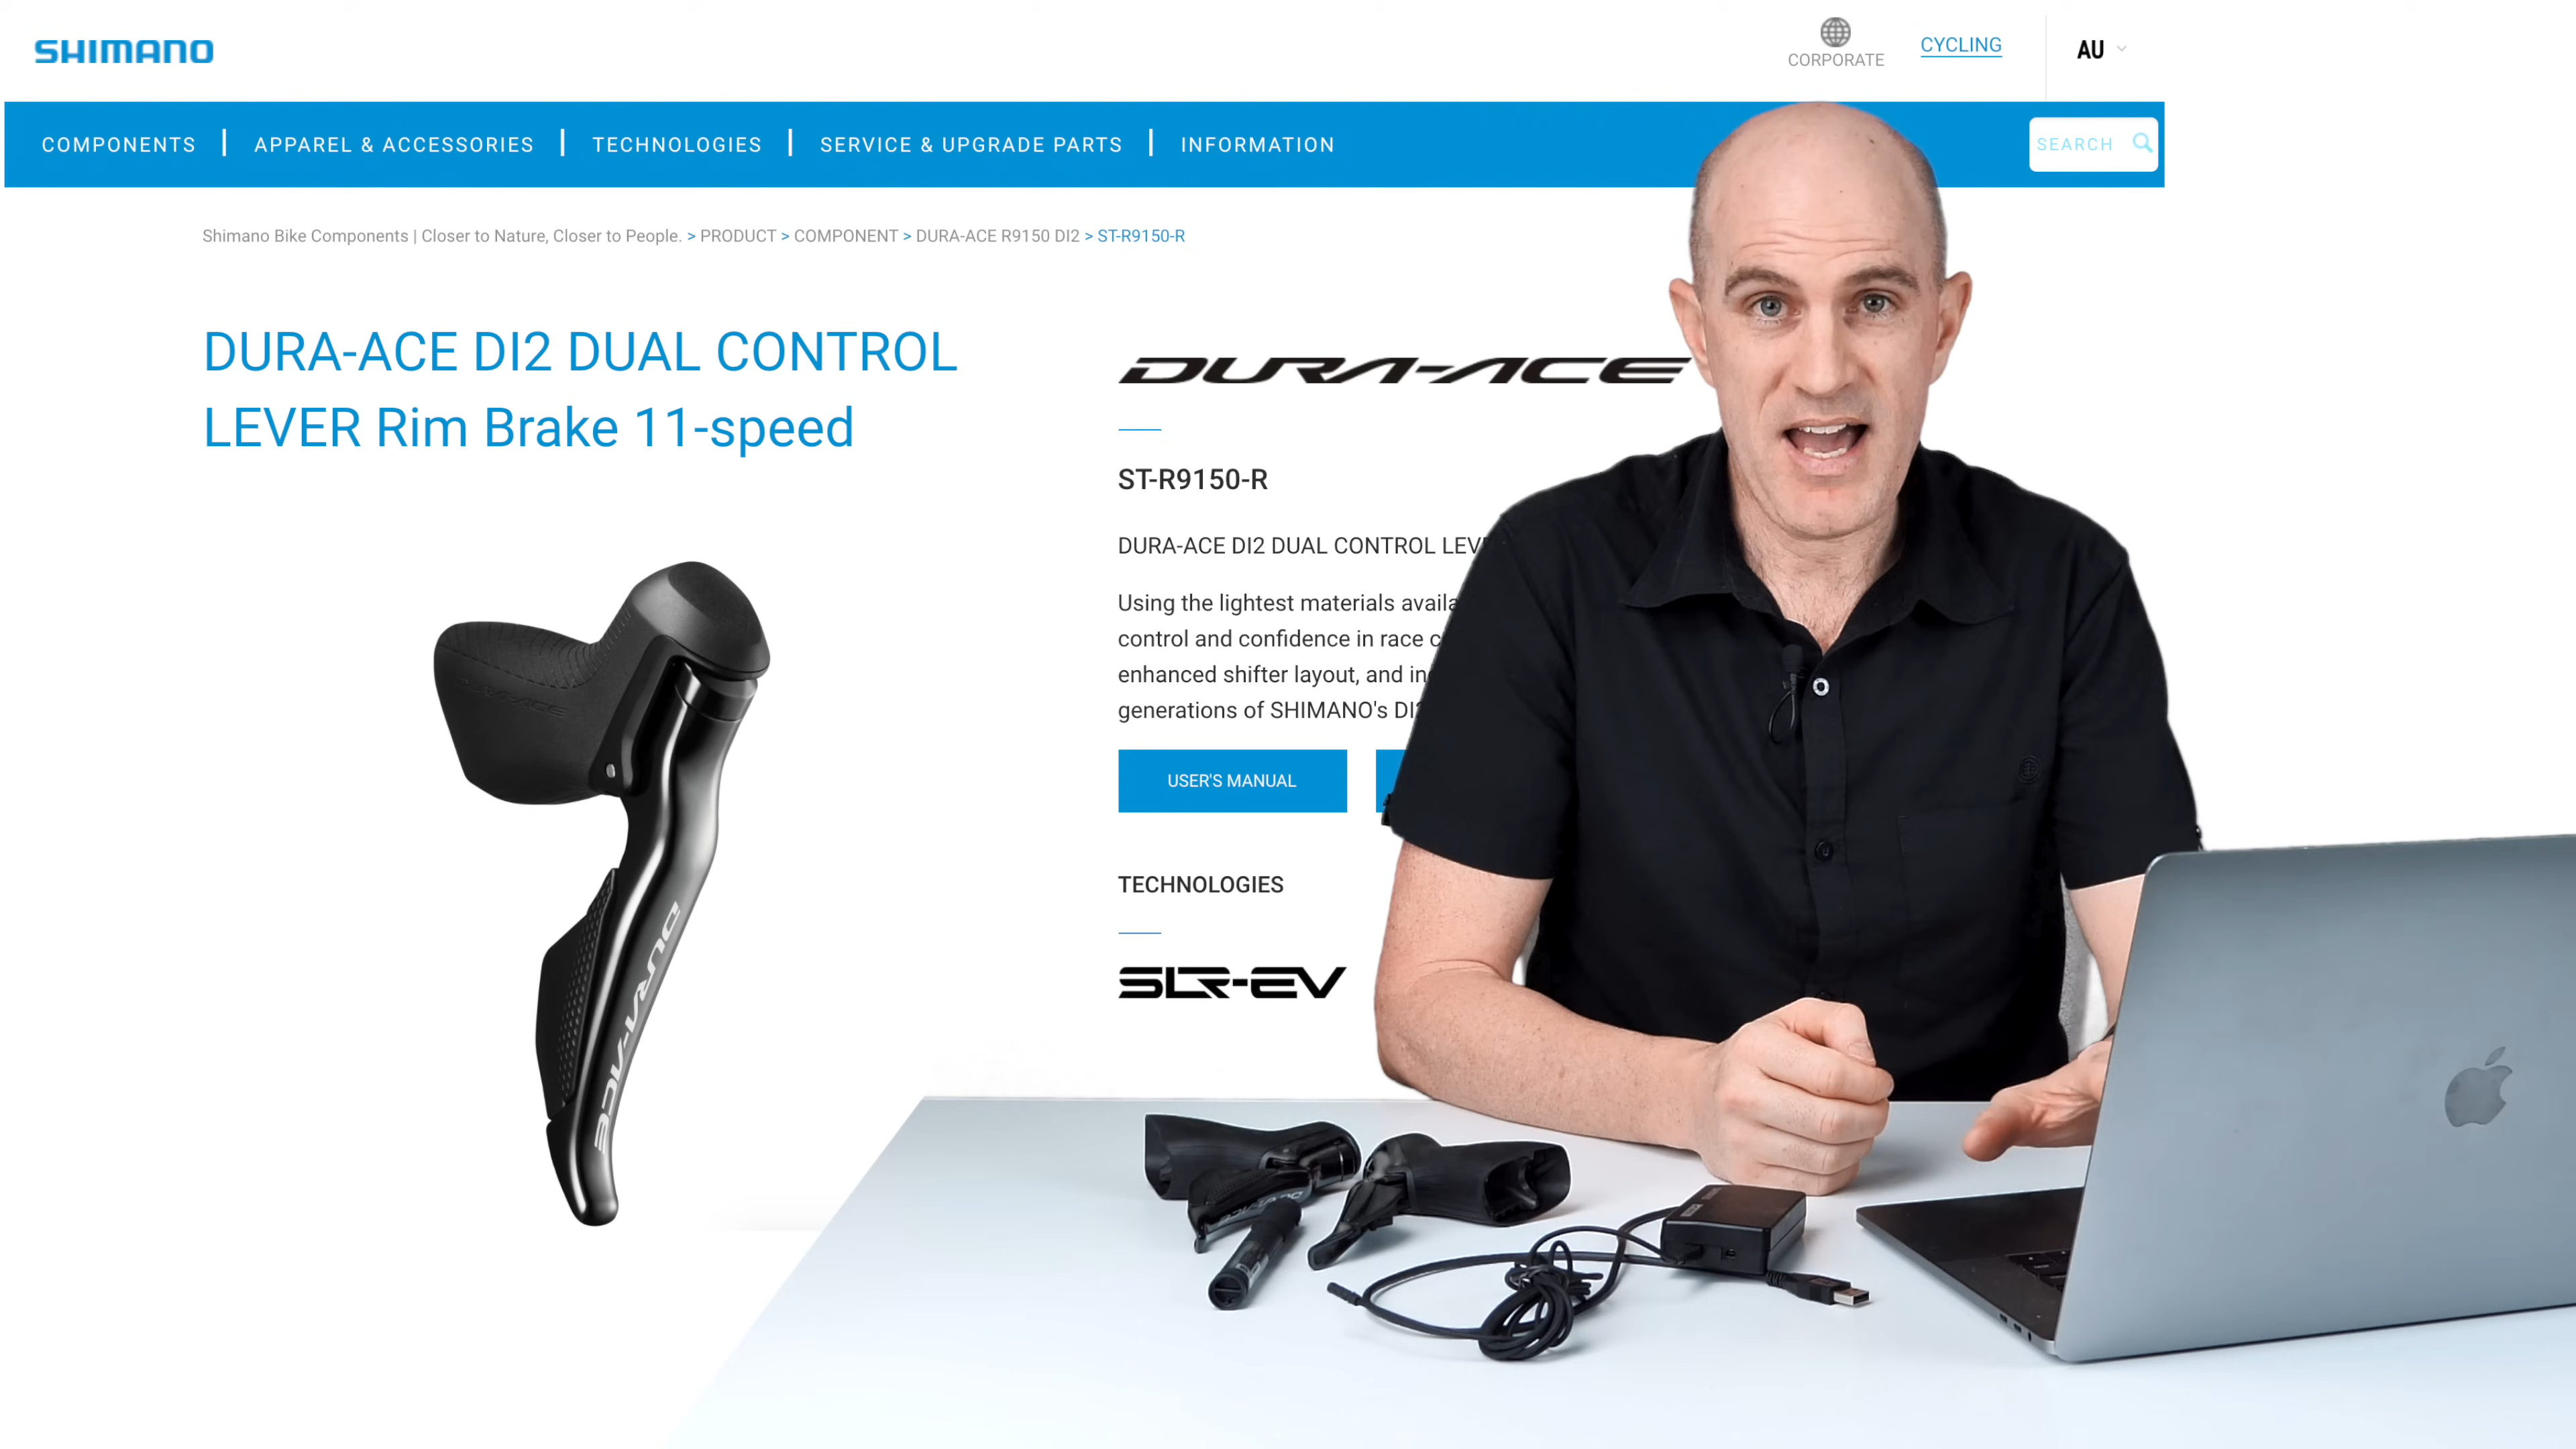 SHIMANO
CORPORATE
CYCLING
AU
COMPONENTS | APPAREL & ACCESSORIES | TECHNOLOGIES | SERVICE & UPGRADE PARTS | INFORMATION
SEARCH
Shimano Bike Components | Closer to Nature, Closer to People. > PRODUCT > COMPONENT > DURA-ACE R9150 DI2 > ST-R9150-R
DURA-ACE DI2 DUAL CONTROL
LEVER Rim Brake 11-speed
DURA-ACE
ST-R9150-R
DURA-ACE DI2 DUAL CONTROL
Using the lightest materials
control and confidence in race
enhanced shifter layout, and
generations of SHIMANO's
USER'S MANUAL
TECHNOLOGIES
SLR-EV
DURA-ACE
DURA-ACE